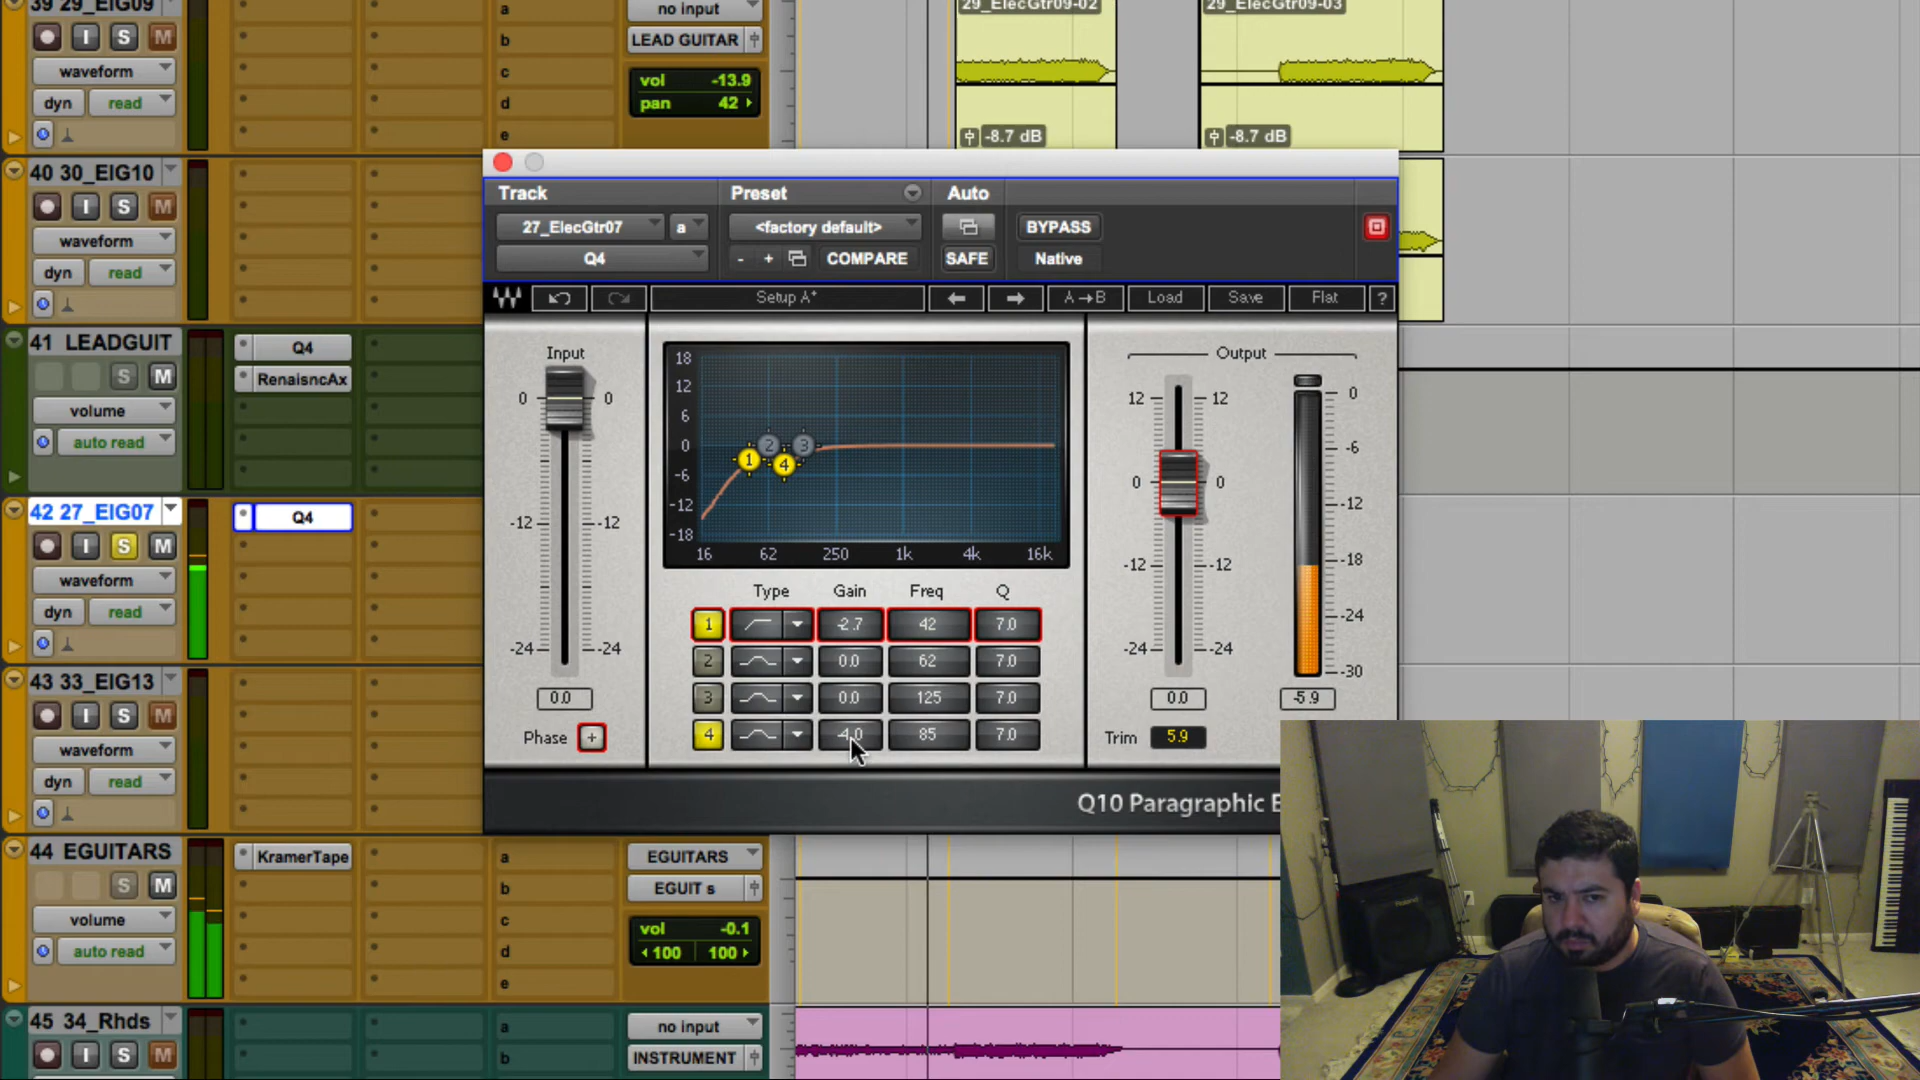 39 29_EIG09
I S M
waveform
dyn read
a
b
c
d
e
no input
LEAD GUITAR
vol -13.9
pan 42
29_ElecGtr09-02
29_ElecGtr09-03
-8.7 dB
-8.7 dB
40 30_EIG10
I S M
waveform
dyn read
Track
27_ElecGtr07 a
Q4
Preset
<factory default>
- + COMPARE
Auto
SAFE
BYPASS
Native
Setup A*
A→B
Load
Save
Flat
?
41 LEADGUIT
S M
volume
auto read
Q4
RenaisncAx
42 27_EIG07
I S M
waveform
dyn read
Q4
43 33_EIG13
I S M
waveform
dyn read
Input
0 0
-12 -12
-24 -24
0.0
Phase +
18
12
6
0
-6
-12
-18
1 2 3 4
16 62 250 1k 4k 16k
Type Gain Freq Q
1 -2.7 42 7.0
2 0.0 62 7.0
3 0.0 125 7.0
4 -4.0 85 7.0
Output
12 12
0 0
-12 -12
-24 -24
0.0
0
-6
-12
-18
-24
-30
-5.9
Trim 5.9
Q10 Paragraphic E
44 EGUITARS
S M
volume
auto read
KramerTape
a
b
c
d
e
EGUITARS
EGUIT s
vol -0.1
100 100
45 34_Rhds
I S M
a
b
no input
INSTRUMENT
Roland